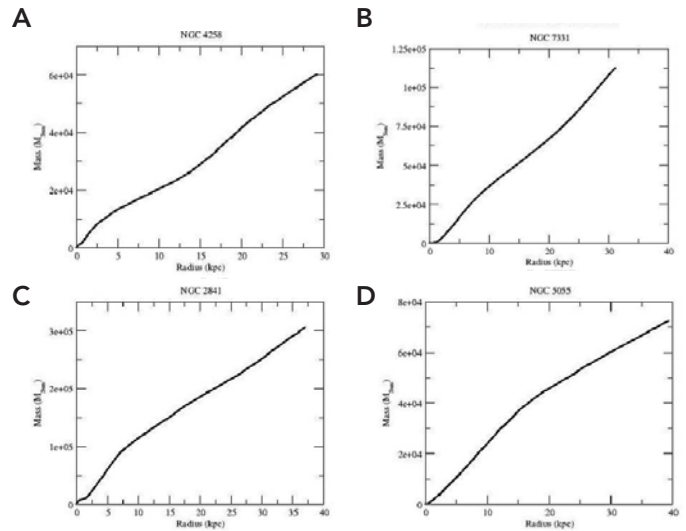 A
NGC 4258
6e+04
4e+04
2e+04
0
Mass (M_Sun)
0 5 10 15 20 25 30
Radius (kpc)
B
NGC 7331
1.25e+05
1e+05
7.5e+04
5e+04
2.5e+04
0
Mass (M_Sun)
0 10 20 30 40
Radius (kpc)
C
NGC 2841
3e+05
2e+05
1e+05
0
Mass (M_Sun)
0 5 10 15 20 25 30 35 40
Radius (kpc)
D
NGC 5055
8e+04
6e+04
4e+04
2e+04
0
Mass (M_Sun)
0 10 20 30 40
Radius (kpc)